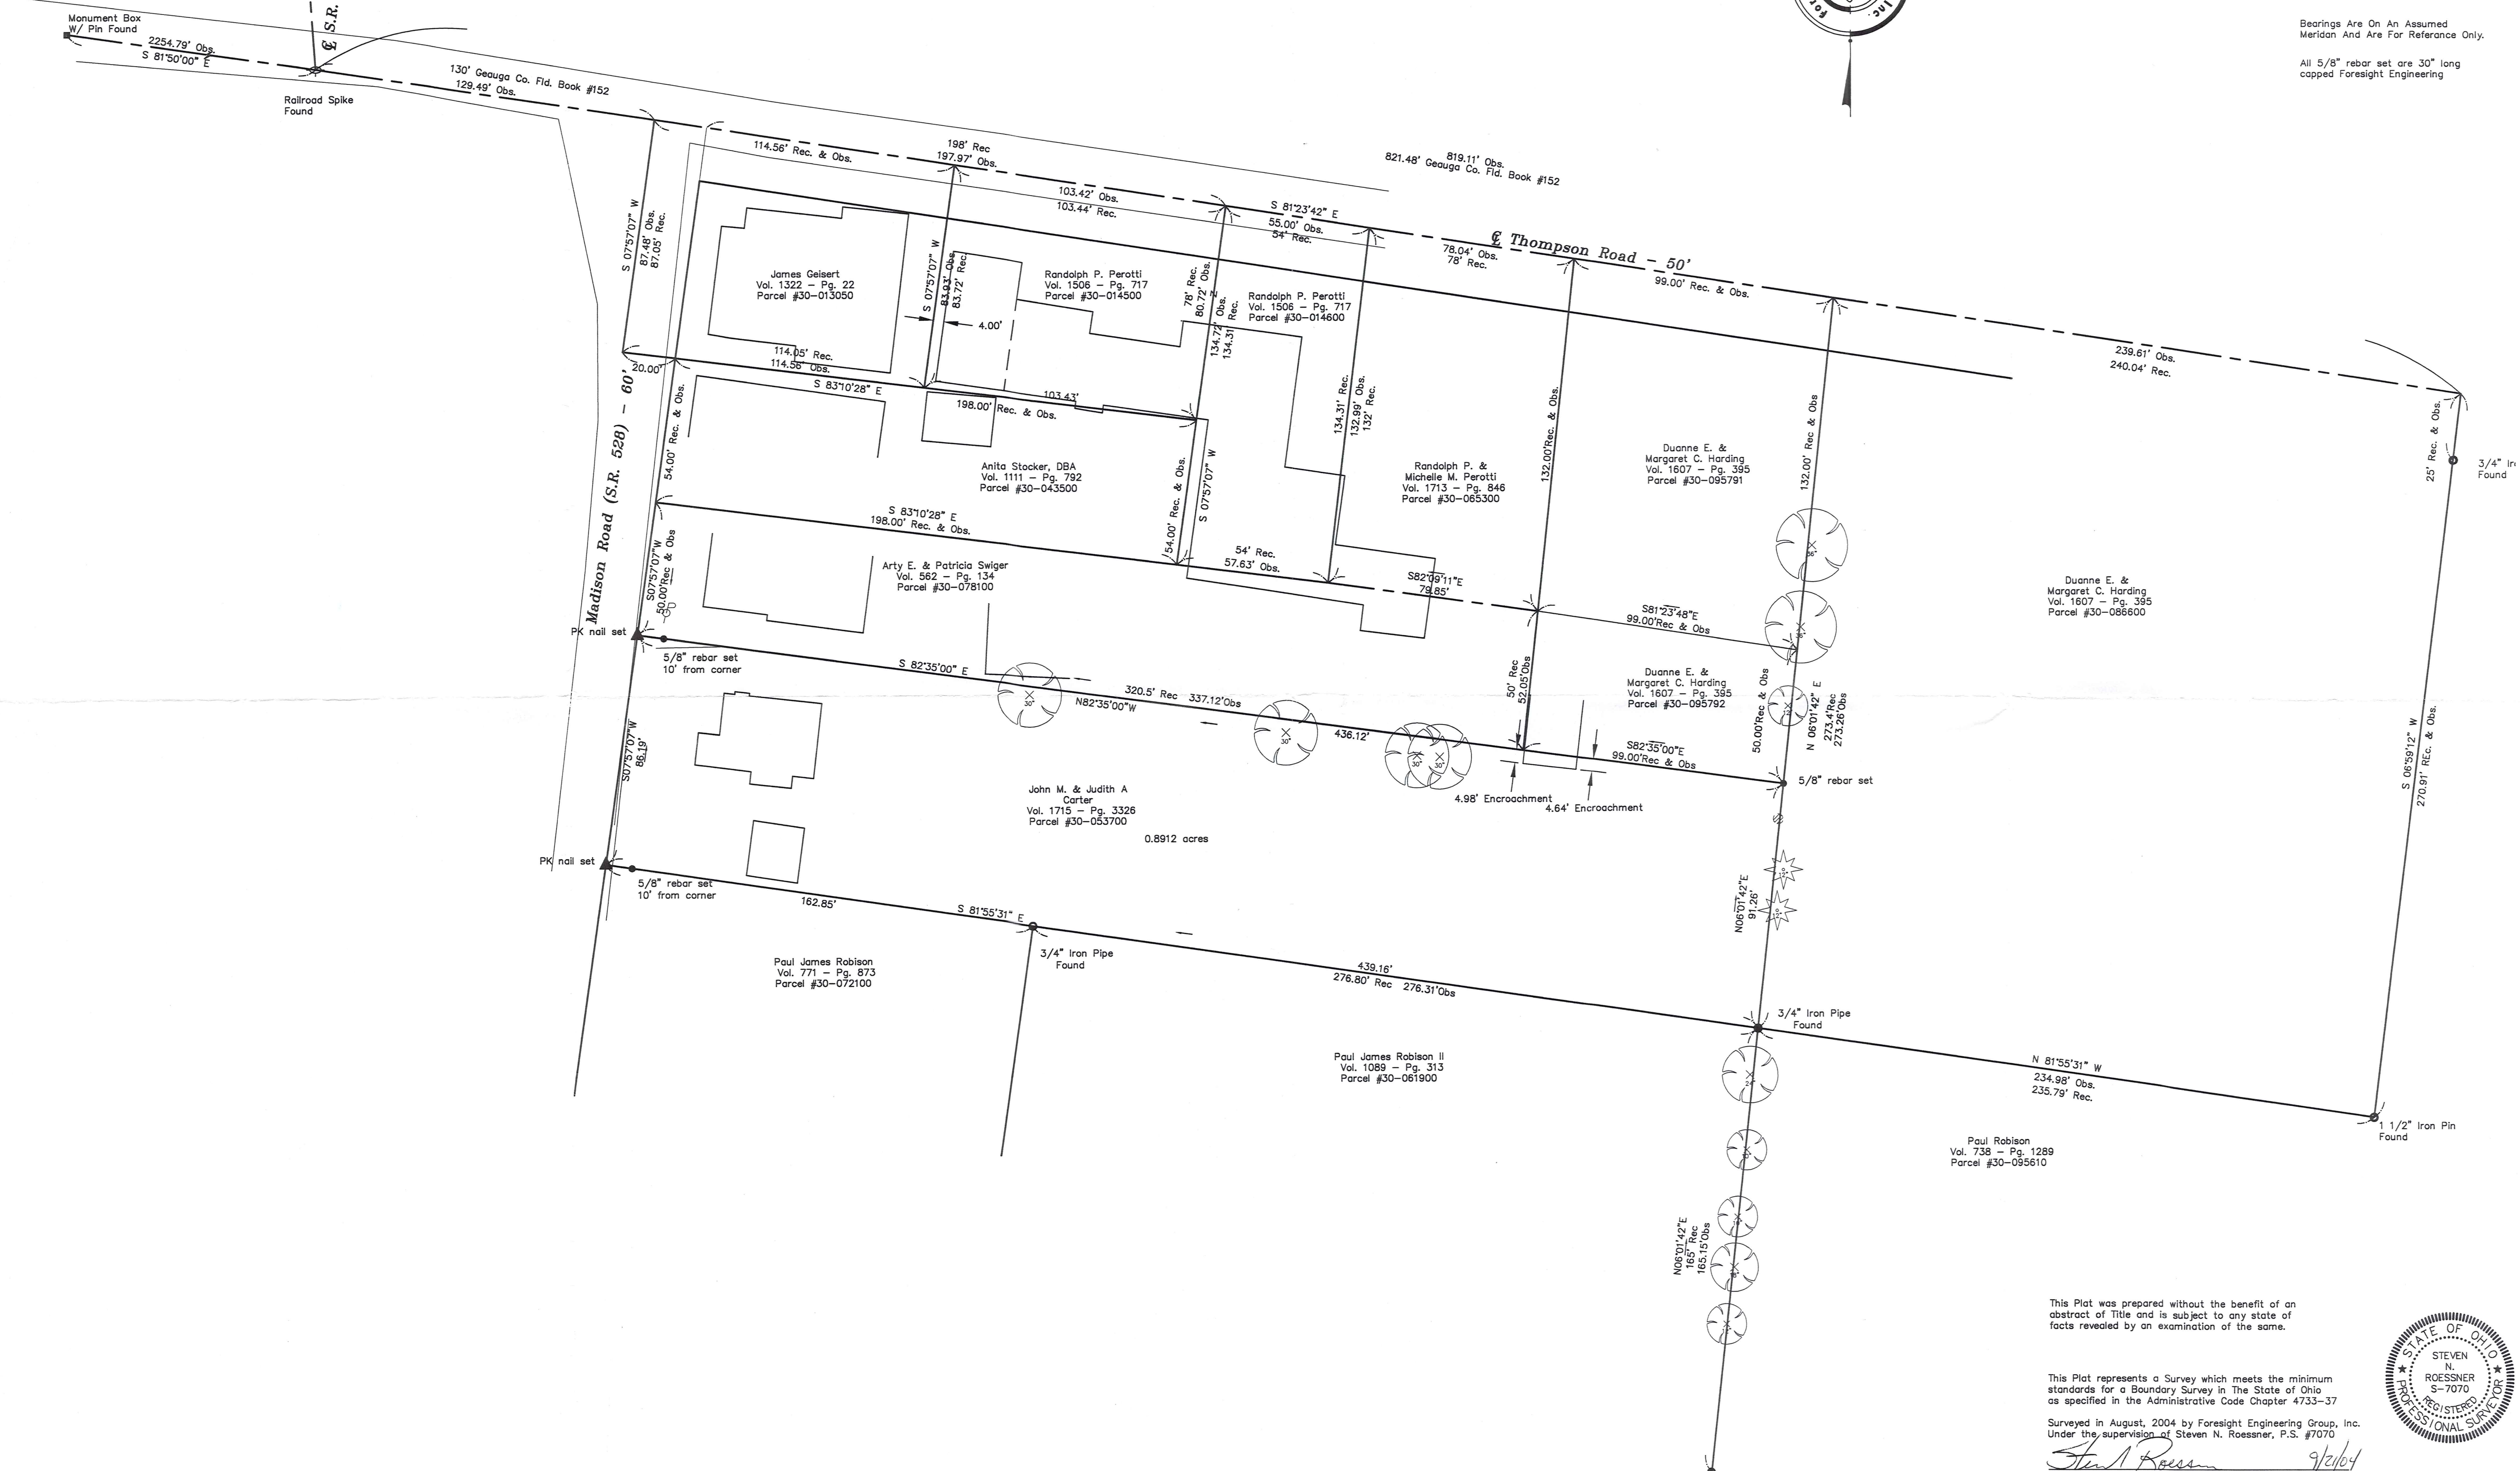 Monument Box
W/ Pin Found
2254.79' Obs.
S 81°50'00" E
℄ S.R.
Railroad Spike
Found
130' Geauga Co. Fld. Book #152
129.49' Obs.
Inc.
For
Bearings Are On An Assumed
Meridan And Are For Referance Only.
All 5/8" rebar set are 30" long
capped Foresight Engineering
114.56' Rec. & Obs.
198' Rec
197.97' Obs.
103.42' Obs.
103.44' Rec.
819.11' Obs.
821.48' Geauga Co. Fld. Book #152
S 81°23'42" E
55.00' Obs.
54' Rec.
℄ Thompson Road - 50'
78.04' Obs.
78' Rec.
99.00' Rec. & Obs.
239.61' Obs.
240.04' Rec.
S 07°57'07" W
87.48' Obs.
87.05' Rec.
James Geisert
Vol. 1322 - Pg. 22
Parcel #30-013050
S 07°57'07" W
83.93' Obs.
83.72' Rec.
4.00'
Randolph P. Perotti
Vol. 1506 - Pg. 717
Parcel #30-014500
78' Rec.
80.72' Obs.
134.72' Obs.
134.31' Rec.
Randolph P. Perotti
Vol. 1506 - Pg. 717
Parcel #30-014600
134.31' Rec.
132.99' Obs.
132' Rec.
132.00'Rec. & Obs.
132.00' Rec & Obs
25' Rec. & Obs.
3/4" Ir
Found
114.05' Rec.
114.56' Obs.
20.00'
S 83°10'28" E
103.43'
198.00' Rec. & Obs.
Madison Road (S.R. 528) - 60'
54.00' Rec. & Obs.
Anita Stocker, DBA
Vol. 1111 - Pg. 792
Parcel #30-043500
54.00' Rec. & Obs.
S 07°57'07" W
Randolph P. &
Michelle M. Perotti
Vol. 1713 - Pg. 846
Parcel #30-065300
Duanne E. &
Margaret C. Harding
Vol. 1607 - Pg. 395
Parcel #30-095791
S 83°10'28" E
198.00' Rec. & Obs.
54' Rec.
57.63' Obs.
S82°09'11"E
79.85'
S81°23'48"E
99.00'Rec & Obs
Duanne E. &
Margaret C. Harding
Vol. 1607 - Pg. 395
Parcel #30-086600
S07°57'07"W
50.00'Rec & Obs
Arty E. & Patricia Swiger
Vol. 562 - Pg. 134
Parcel #30-078100
PK nail set
5/8" rebar set
10' from corner
S 82°35'00" E
320.5' Rec 337.12'Obs
N82°35'00"W
436.12'
30"
30"
30"
30"
50' Rec
52.05'Obs
Duanne E. &
Margaret C. Harding
Vol. 1607 - Pg. 395
Parcel #30-095792
S82°35'00"E
99.00'Rec & Obs
50.00'Rec & Obs
N 06°01'42" E
273.4'Rec
273.26'Obs
5/8" rebar set
4.98' Encroachment
4.64' Encroachment
S07°57'07"W
86.19'
John M. & Judith A
Carter
Vol. 1715 - Pg. 3326
Parcel #30-053700
0.8912 acres
S 06°59'12" W
270.91' REc. & Obs.
PK nail set
5/8" rebar set
10' from corner
162.85'
S 81°55'31" E
3/4" Iron Pipe
Found
N06°01'42"E
91.26'
12"
439.16'
276.80' Rec 276.31'Obs
3/4" Iron Pipe
Found
Paul James Robison
Vol. 771 - Pg. 873
Parcel #30-072100
Paul James Robison II
Vol. 1089 - Pg. 313
Parcel #30-061900
24"
N 81°55'31" W
234.98' Obs.
235.79' Rec.
1 1/2" Iron Pin
Found
Paul Robison
Vol. 738 - Pg. 1289
Parcel #30-095610
N06°01'42"E
165' Rec
165.15'Obs
This Plat was prepared without the benefit of an
abstract of Title and is subject to any state of
facts revealed by an examination of the same.
This Plat represents a Survey which meets the minimum
standards for a Boundary Survey in The State of Ohio
as specified in the Administrative Code Chapter 4733-37
Surveyed in August, 2004 by Foresight Engineering Group, Inc.
Under the supervision of Steven N. Roessner, P.S. #7070
9/21/04
STATE OF OHIO
STEVEN
N.
ROESSNER
S-7070
REGISTERED
PROFESSIONAL SURVEYOR